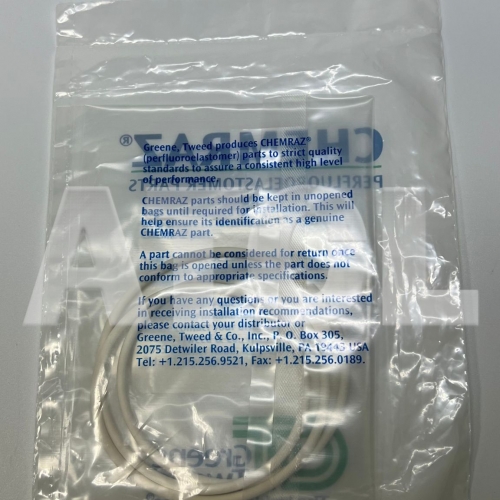 CHEMRAZ®
PERFLUOROELASTOMER PARTS
Greene, Tweed produces CHEMRAZ®
(perfluoroelastomer) parts to strict quality
standards to assure a consistent high level
of performance.
CHEMRAZ parts should be kept in unopened
bags until required for installation. This will
help ensure its identification as a genuine
CHEMRAZ part.
A part cannot be considered for return once
this bag is opened unless the part does not
conform to appropriate specifications.
If you have any questions or you are interested
in receiving installation recommendations,
please contact your distributor or
Greene, Tweed & Co., Inc., P. O. Box 305,
2075 Detwiler Road, Kulpsville, PA 19443 USA
Tel: +1.215.256.9521, Fax: +1.215.256.0189.
Greene
Tweed